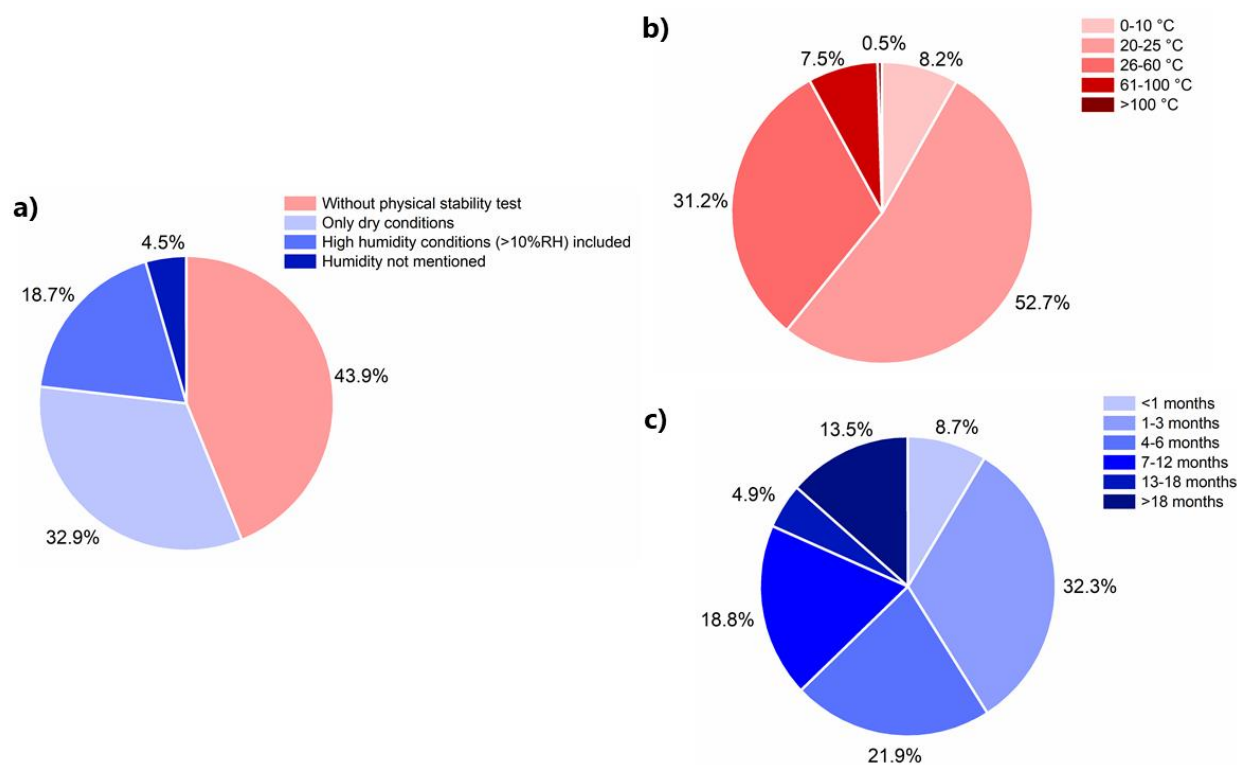 a)
Without physical stability test
Only dry conditions
High humidity conditions (>10%RH) included
Humidity not mentioned
4.5%
18.7%
43.9%
32.9%
b)
0-10 °C
20-25 °C
26-60 °C
61-100 °C
>100 °C
0.5%
7.5%
8.2%
31.2%
52.7%
c)
<1 months
1-3 months
4-6 months
7-12 months
13-18 months
>18 months
13.5%
8.7%
4.9%
32.3%
18.8%
21.9%